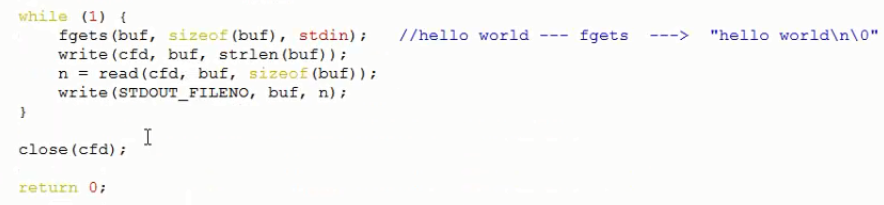 while (1) {
    fgets(buf, sizeof(buf), stdin);   //hello world --- fgets  --->  "hello world\n\0"
    write(cfd, buf, strlen(buf));
    n = read(cfd, buf, sizeof(buf));
    write(STDOUT_FILENO, buf, n);
}
close(cfd);
return 0;